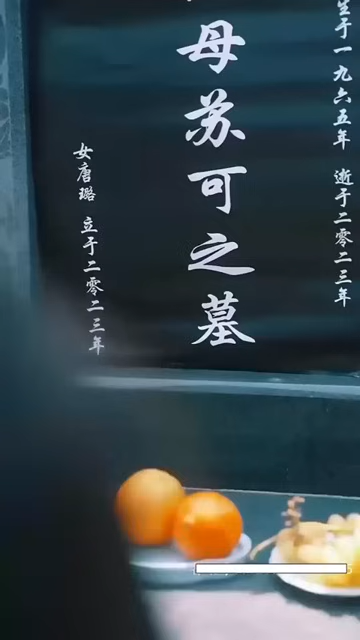 生于一九六五年 逝于二零二三年
母苏可之墓
女唐璐 立于二零二三年